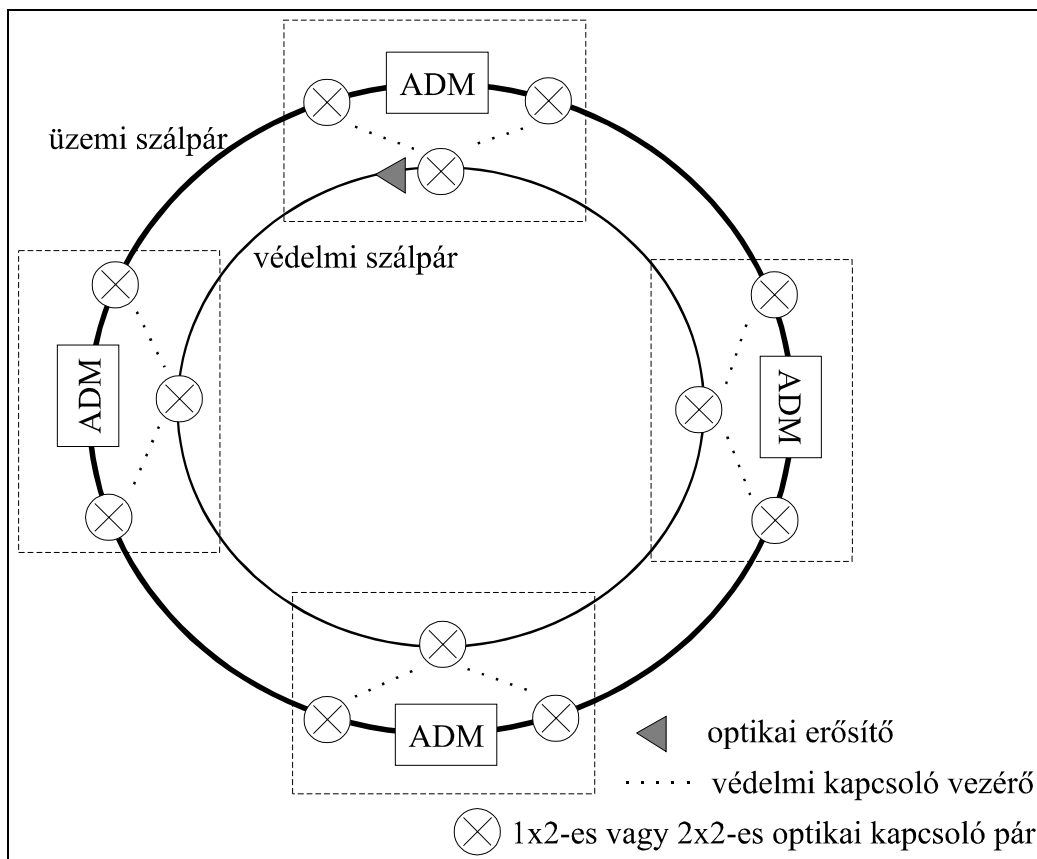 ADM
üzemi szálpár
védelmi szálpár
ADM
ADM
ADM
optikai erősítő
védelmi kapcsoló vezérő
1x2-es vagy 2x2-es optikai kapcsoló pár